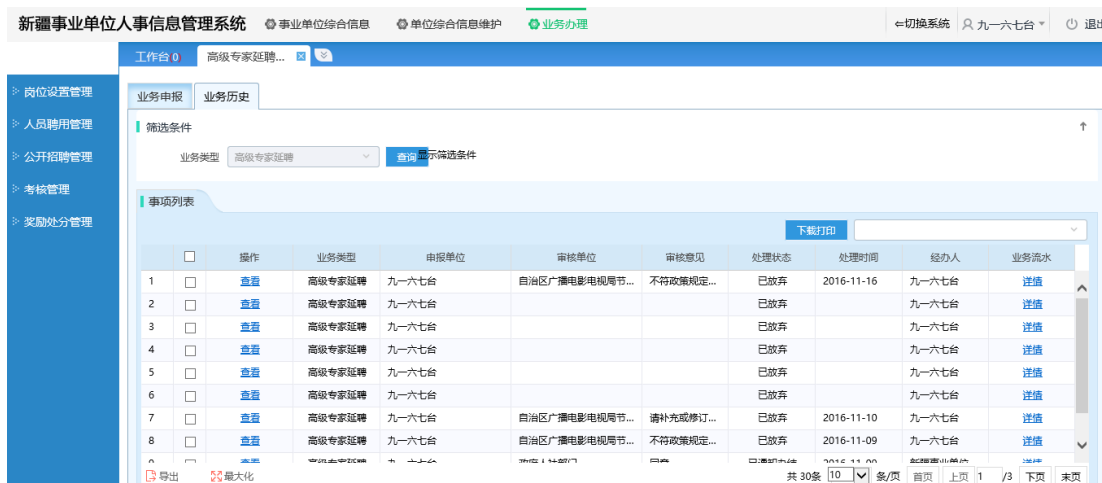 新疆事业单位人事信息管理系统 事业单位综合信息 单位综合信息维护 业务办理 ⇐切换系统 九一六七台
工作台(0) 高级专家延聘...
岗位设置管理
人员聘用管理
公开招聘管理
考核管理
奖励处分管理
业务申报 业务历史
筛选条件
业务类型 高级专家延聘 查询 显示筛选条件
事项列表
下载打印
操作 业务类型 申报单位 审核单位 审核意见 处理状态 处理时间 经办人 业务流水
1 查看 高级专家延聘 九一六七台 自治区广播电影电视局节... 不符政策规定... 已放弃 2016-11-16 九一六七台 详情
2 查看 高级专家延聘 九一六七台 已放弃 九一六七台 详情
3 查看 高级专家延聘 九一六七台 已放弃 九一六七台 详情
4 查看 高级专家延聘 九一六七台 已放弃 九一六七台 详情
5 查看 高级专家延聘 九一六七台 已放弃 九一六七台 详情
6 查看 高级专家延聘 九一六七台 已放弃 九一六七台 详情
7 查看 高级专家延聘 九一六七台 自治区广播电影电视局节... 请补充或修订... 已放弃 2016-11-10 九一六七台 详情
8 查看 高级专家延聘 九一六七台 自治区广播电影电视局节... 不符政策规定... 已放弃 2016-11-09 九一六七台 详情
导出 最大化 共 30条 10 条/页 首页 上页 1 /3 下页 末页